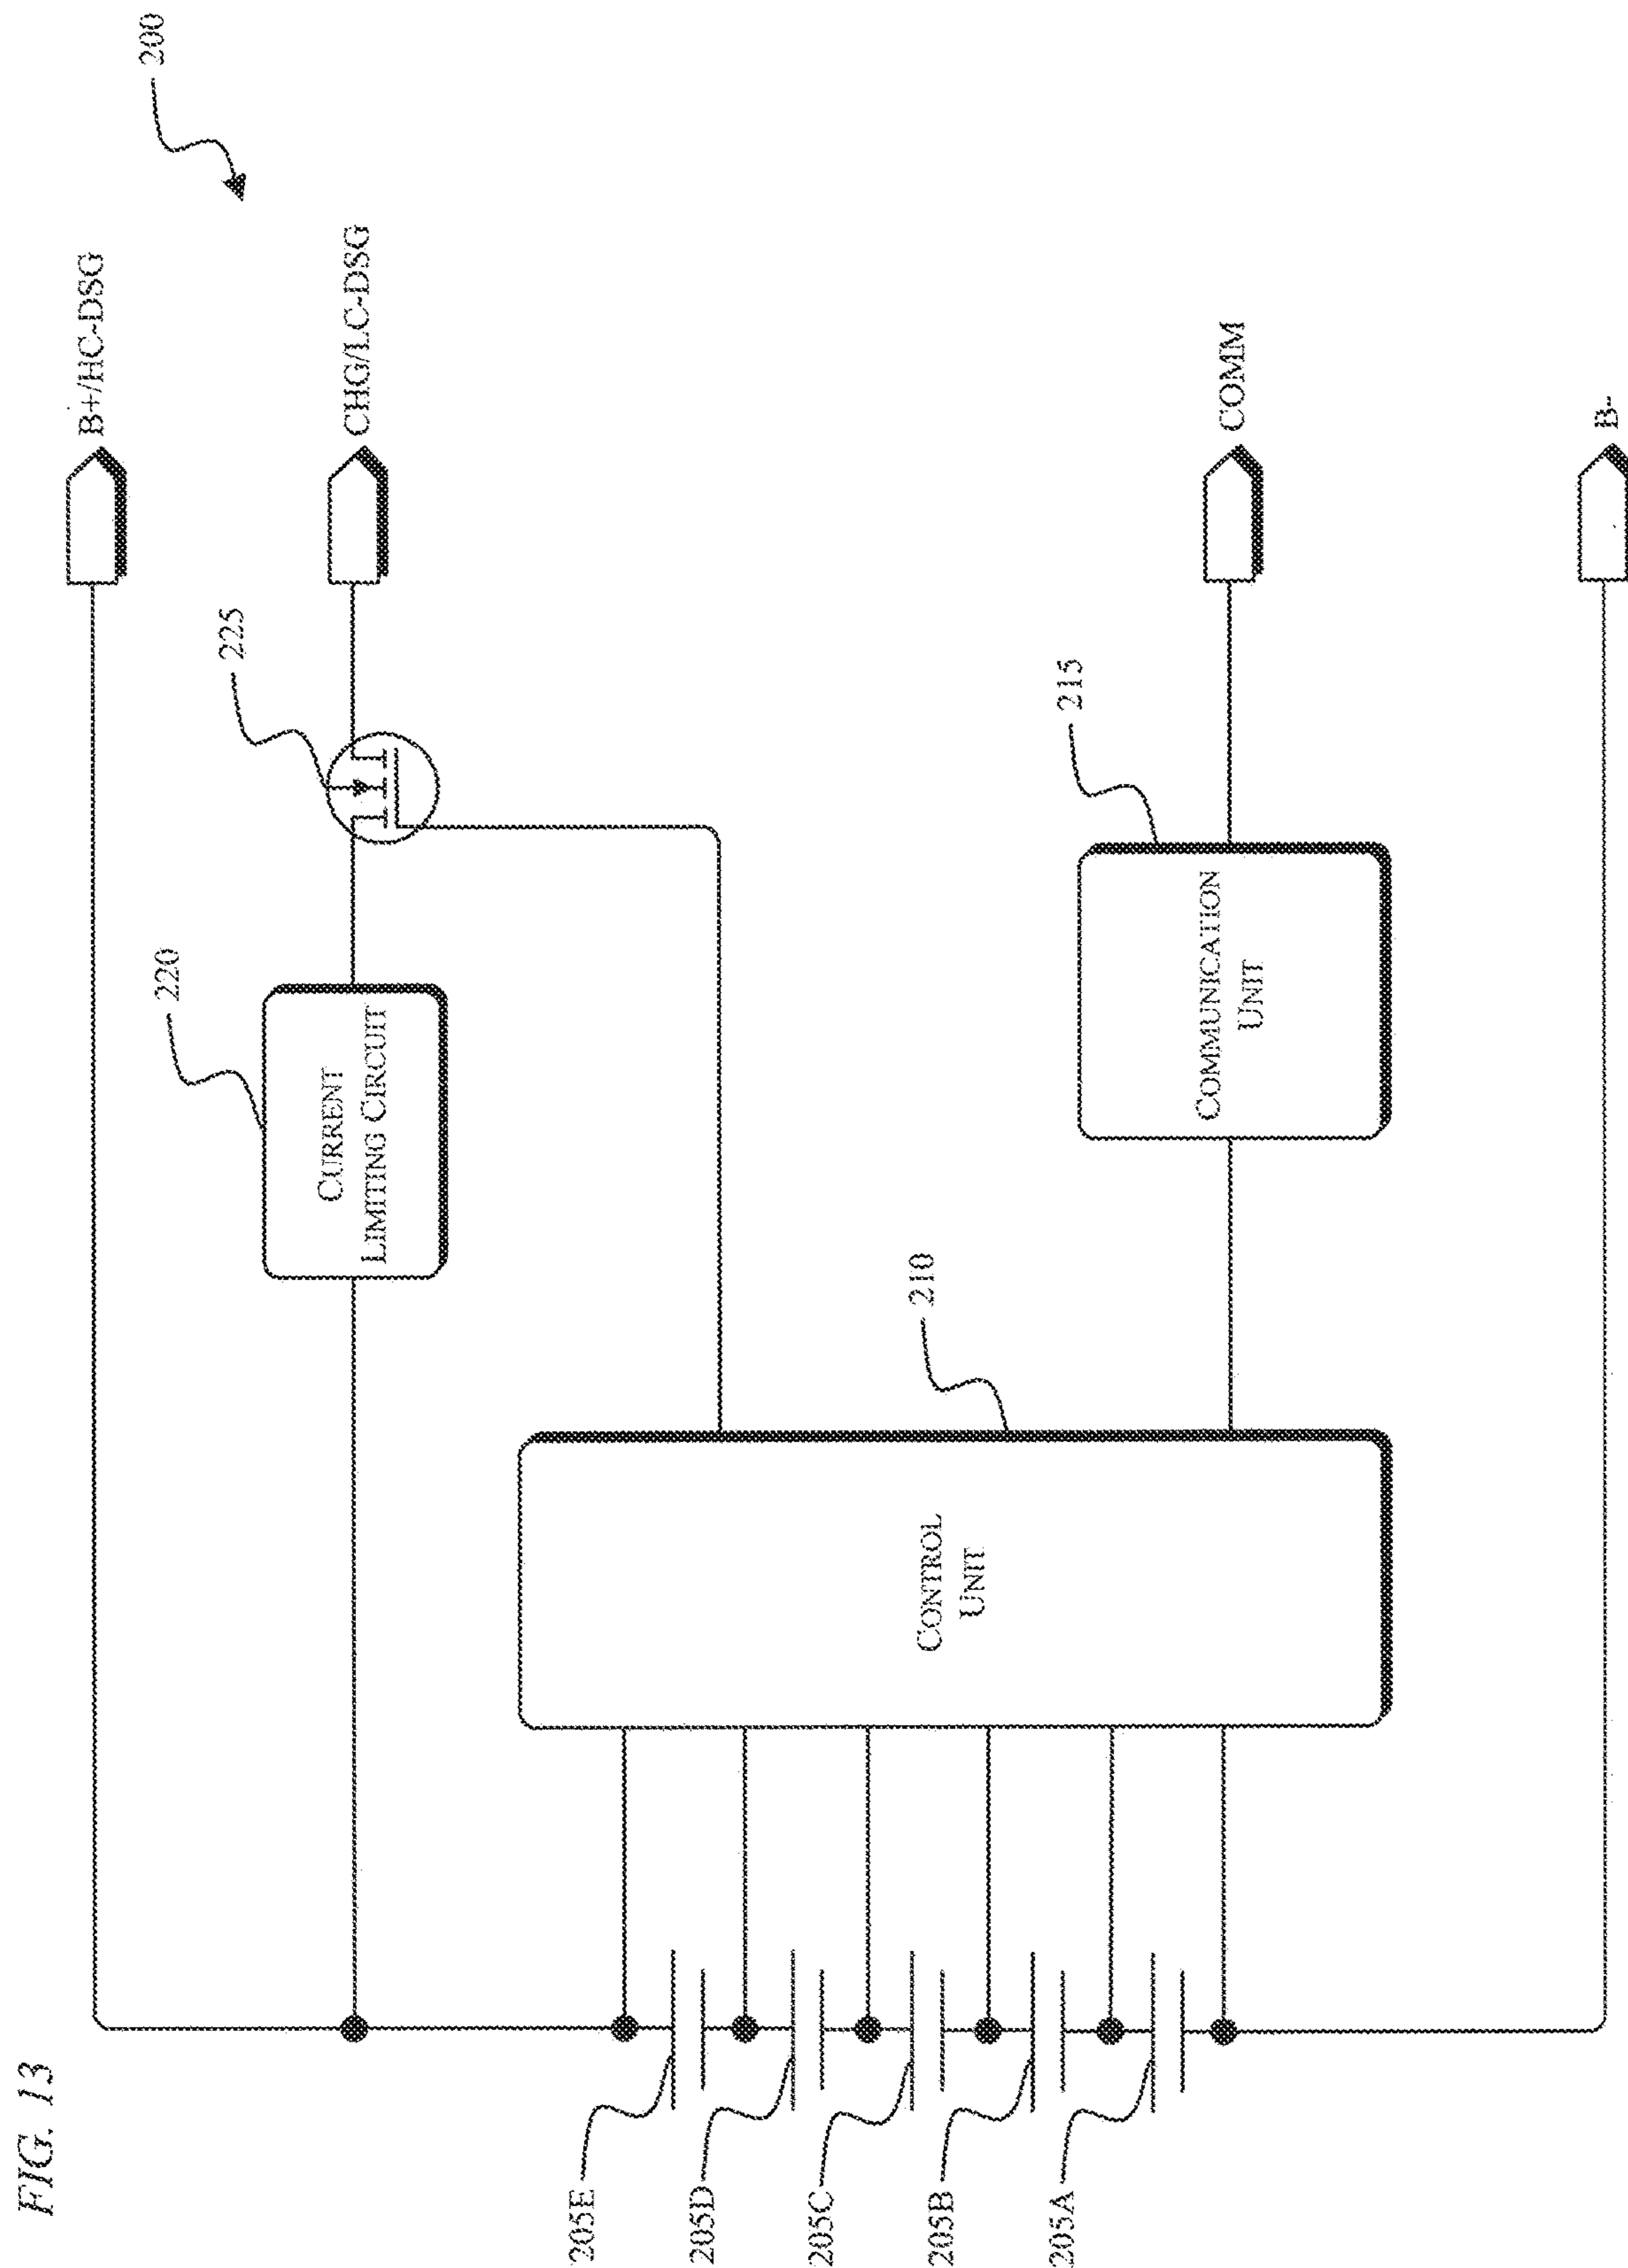 FIG. 13
200
B+/HC-DSG
CHG/LC-DSG
225
220
CURRENT
LIMITING CIRCUIT
COMM
215
COMMUNICATION
UNIT
210
CONTROL
UNIT
B-
205E
205D
205C
205B
205A